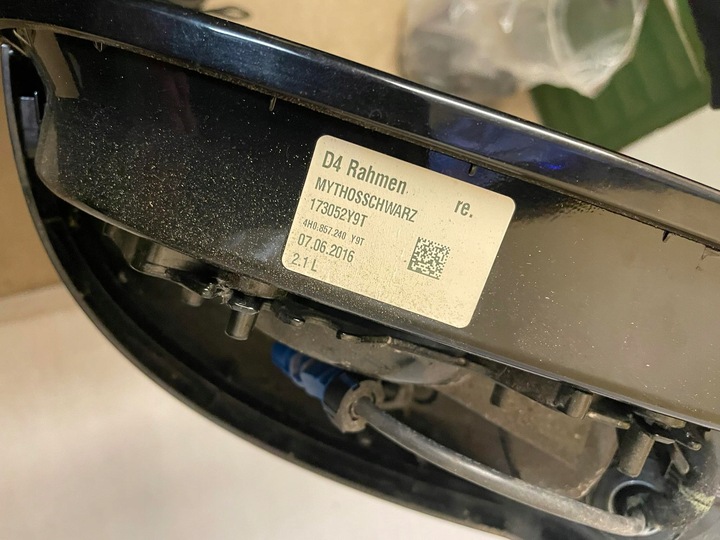 D4 Rahmen re.
MYTHOSSCHWARZ
173052Y9T
4H0.857.240 Y9T
07.06.2016
2.1 L